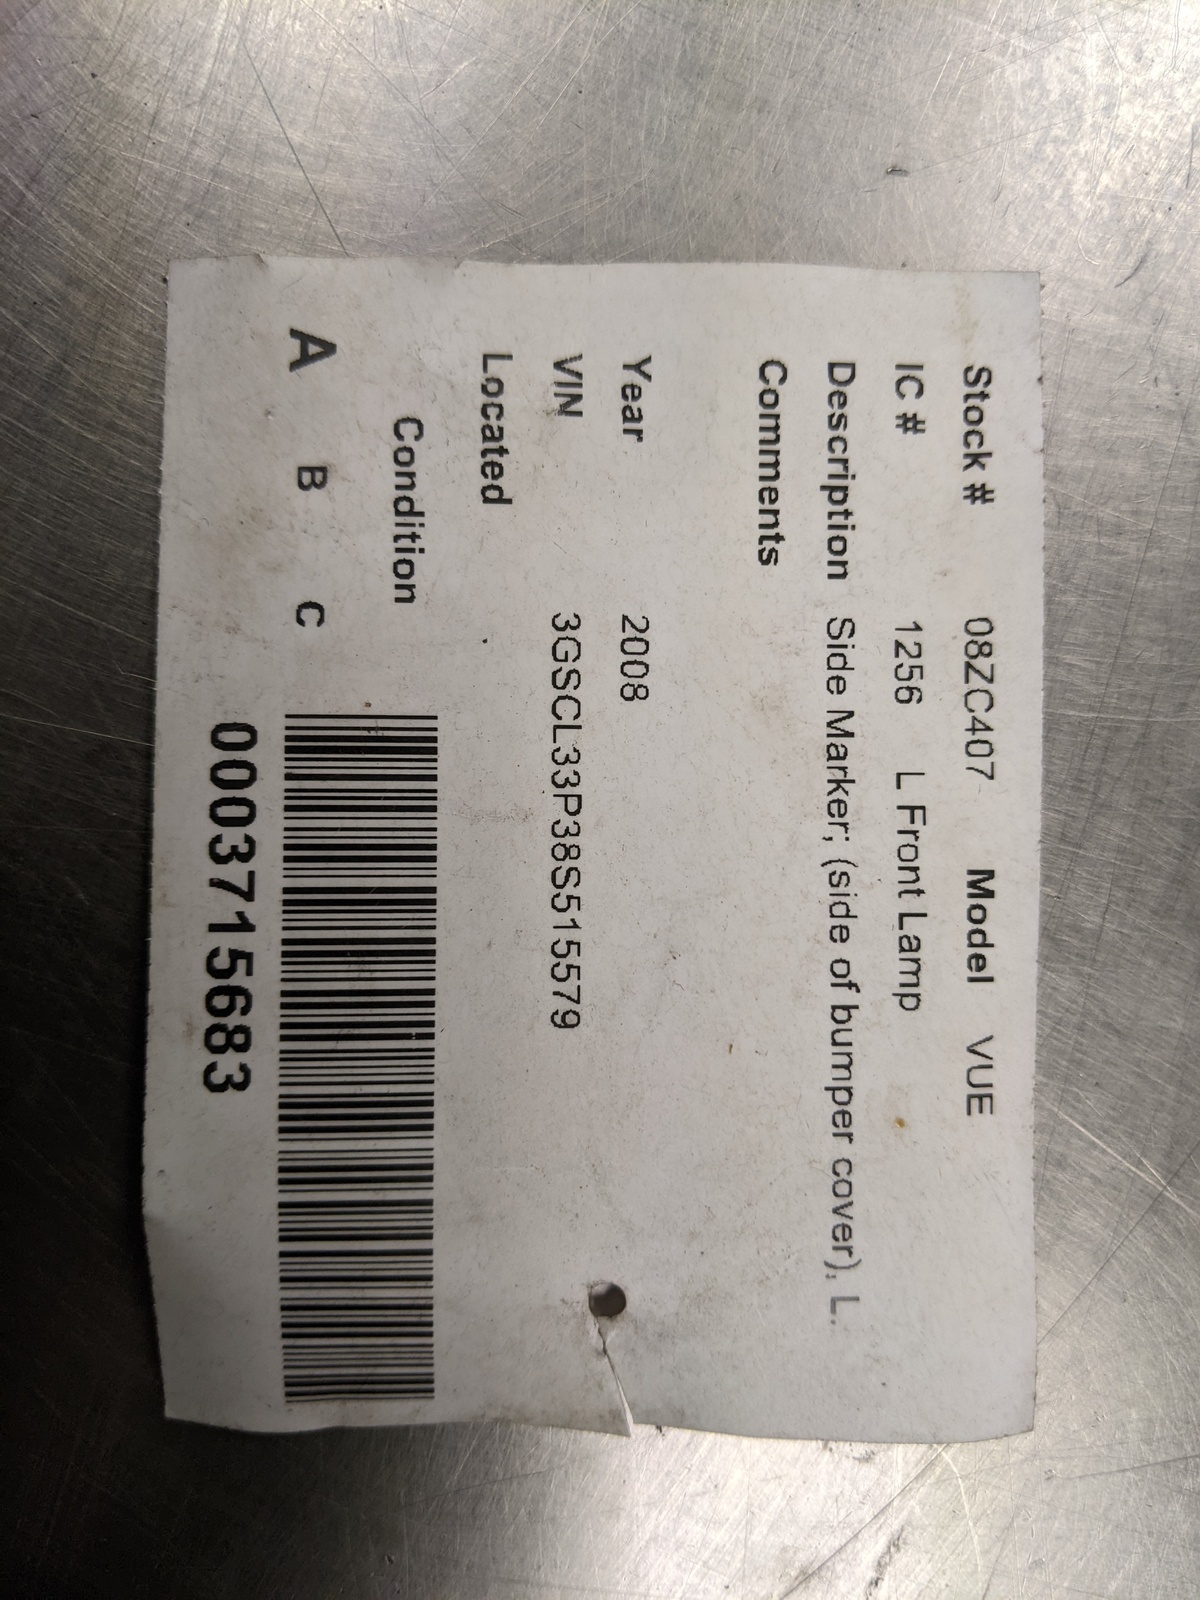 Stock # 08ZC407 Model VUE
IC # 1256 L Front Lamp
Description Side Marker; (side of bumper cover), L.
Comments
Year 2008
VIN 3GSCL33P38S515579
Located
Condition
A B C
0003715683